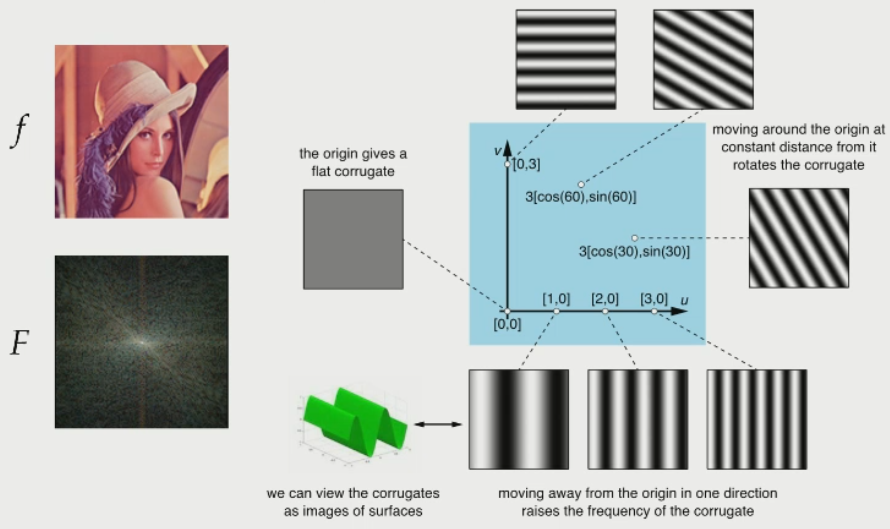 f
F
the origin gives a
flat corrugate
moving around the origin at
constant distance from it
rotates the corrugate
v
[0,3]
3[cos(60),sin(60)]
3[cos(30),sin(30)]
[1,0] [2,0] [3,0] u
[0,0]
we can view the corrugates
as images of surfaces
moving away from the origin in one direction
raises the frequency of the corrugate